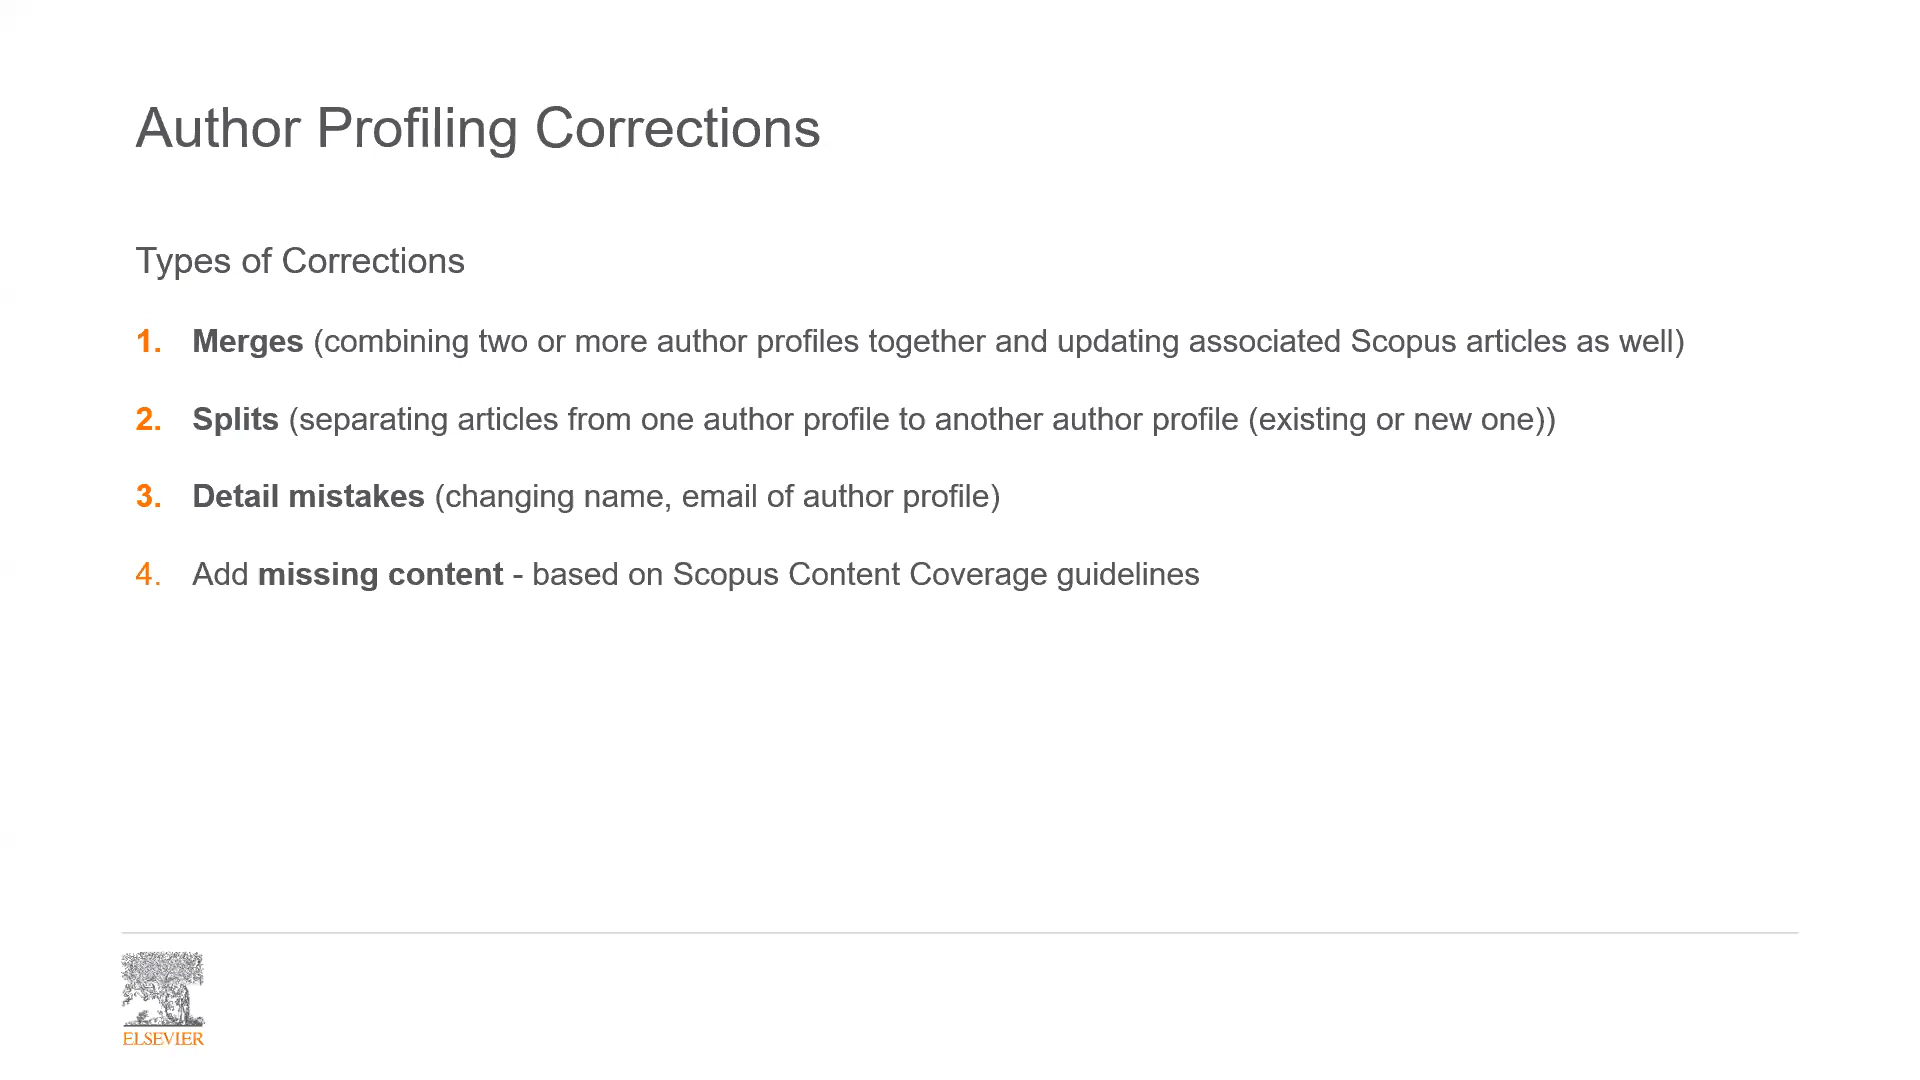 Author Profiling Corrections
Types of Corrections
1. Merges (combining two or more author profiles together and updating associated Scopus articles as well)
2. Splits (separating articles from one author profile to another author profile (existing or new one))
3. Detail mistakes (changing name, email of author profile)
4. Add missing content - based on Scopus Content Coverage guidelines
ELSEVIER